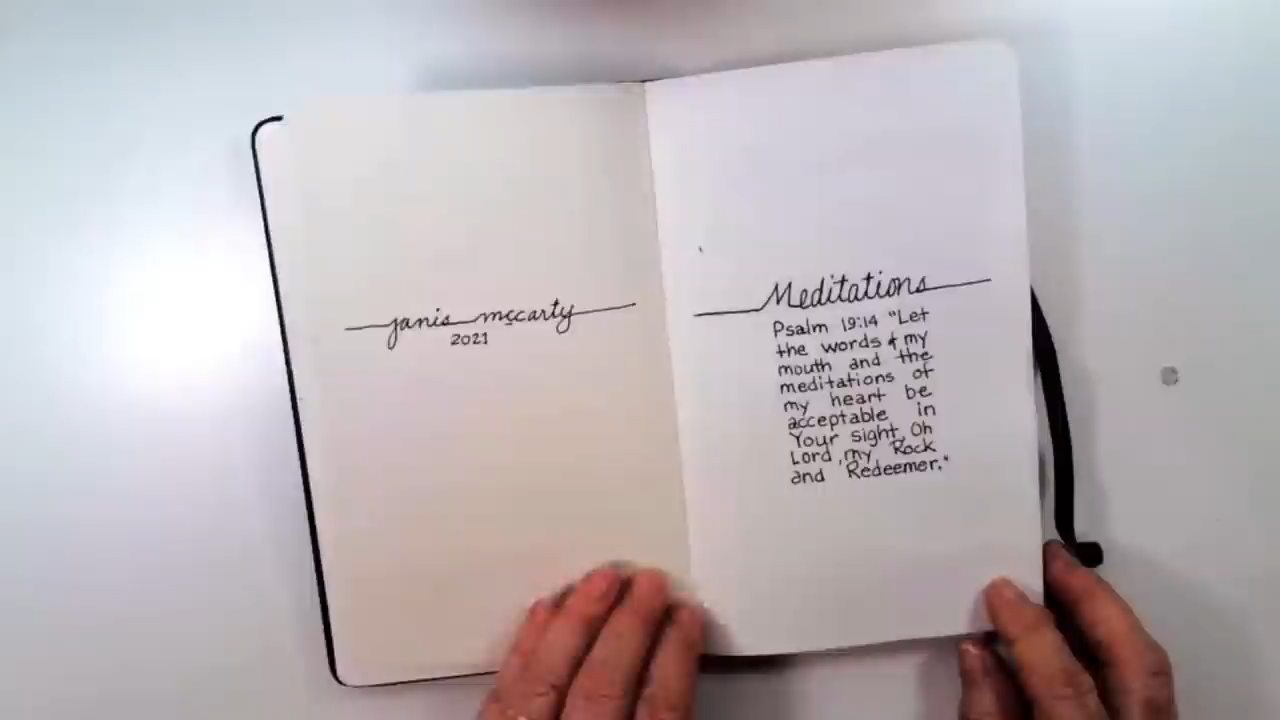 janis mccarty
2021
Meditations
Psalm 19:14 "Let
the words & my
mouth and the
meditations of
my heart be
acceptable in
Your sight, Oh
Lord, my Rock
and Redeemer."